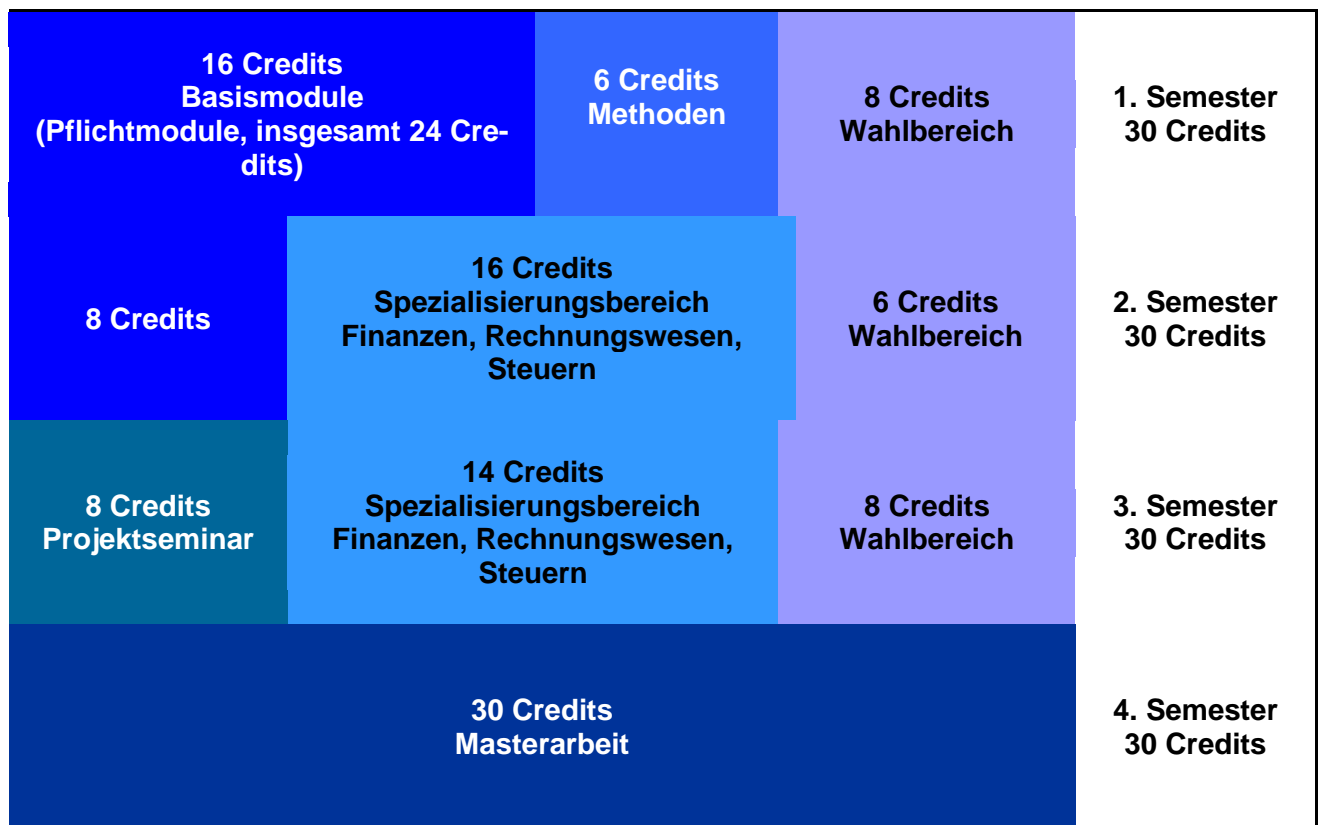 16 Credits
Basismodule
(Pflichtmodule, insgesamt 24 Cre-
dits)
6 Credits
Methoden
8 Credits
Wahlbereich
1. Semester
30 Credits
8 Credits
16 Credits
Spezialisierungsbereich
Finanzen, Rechnungswesen,
Steuern
6 Credits
Wahlbereich
2. Semester
30 Credits
8 Credits
Projektseminar
14 Credits
Spezialisierungsbereich
Finanzen, Rechnungswesen,
Steuern
8 Credits
Wahlbereich
3. Semester
30 Credits
30 Credits
Masterarbeit
4. Semester
30 Credits